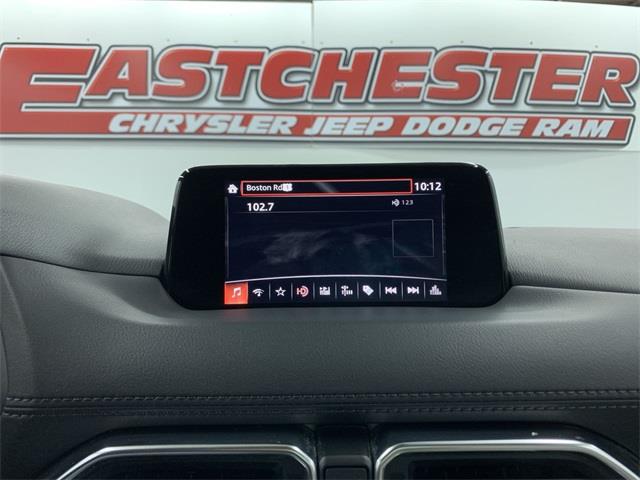 EASTCHESTER
CHRYSLER JEEP DODGE RAM
Boston Rd 10:12
102.7 123